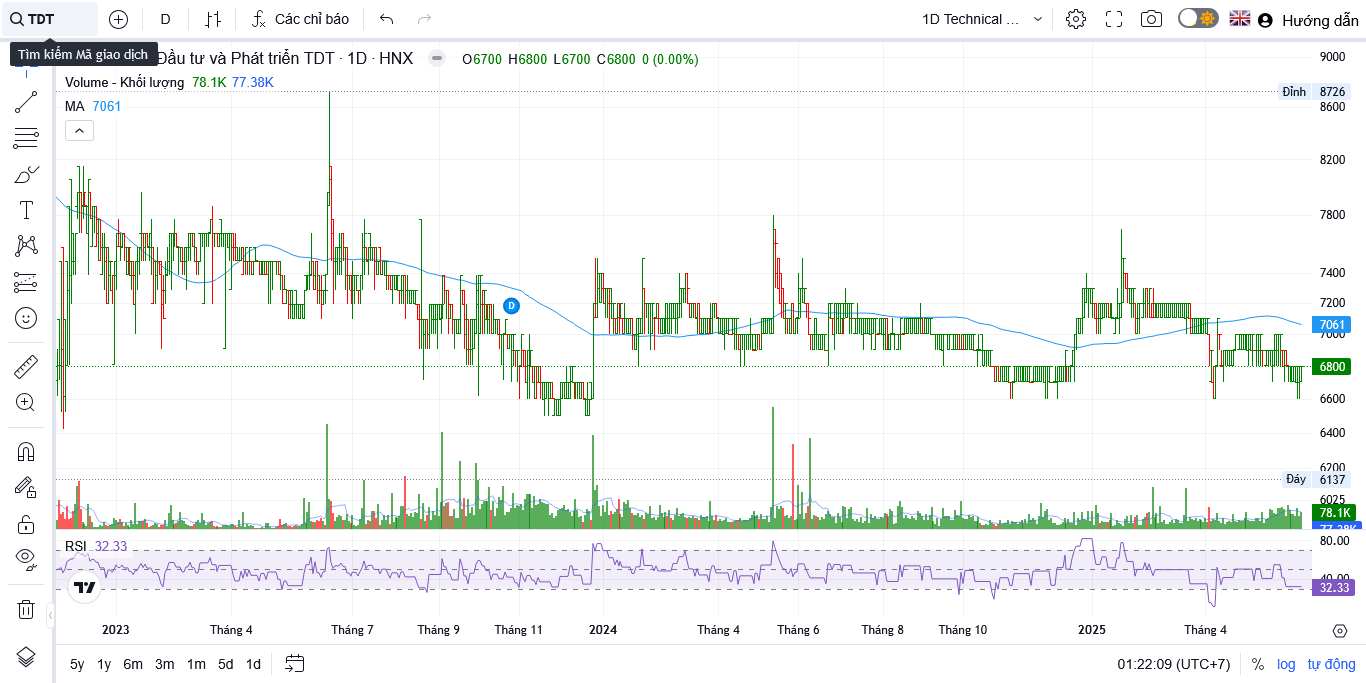 TDT
D
Các chỉ báo
1D Technical ...
Hướng dẫn
Tìm kiếm Mã giao dịch
Đầu tư và Phát triển TDT · 1D · HNX
O6700 H6800 L6700 C6800 0 (0.00%)
Volume - Khối lượng 78.1K 77.38K
MA 7061
D
9000
Đỉnh 8726
8600
8200
7800
7400
7200
7061
7000
6800
6600
6400
6200
Đáy 6137
6025
78.1K
77.38K
RSI 32.33
80.00
40.00
32.33
2023 Tháng 4 Tháng 7 Tháng 9 Tháng 11 2024 Tháng 4 Tháng 6 Tháng 8 Tháng 10 2025 Tháng 4
5y 1y 6m 3m 1m 5d 1d
01:22:09 (UTC+7) % log tự động